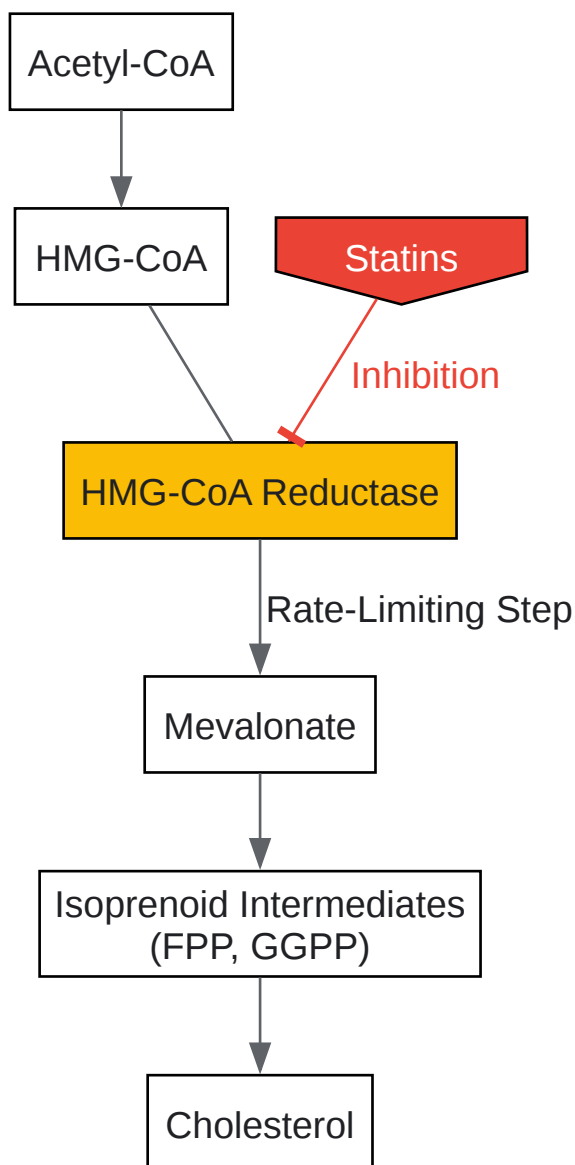 Acetyl-CoA
HMG-CoA
Statins
Inhibition
HMG-CoA Reductase
Rate-Limiting Step
Mevalonate
Isoprenoid Intermediates
(FPP, GGPP)
Cholesterol